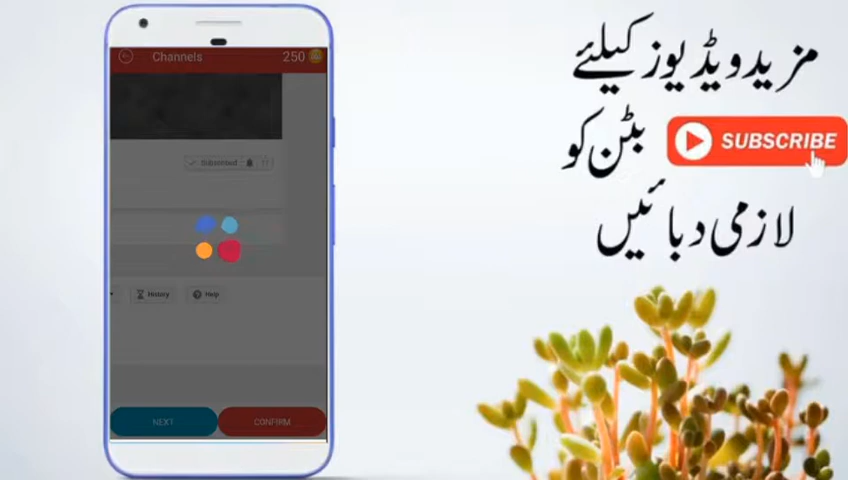 Channels 250
Subscribed
History Help
NEXT CONFIRM
مزید ویڈیوز کیلئے
SUBSCRIBE بٹن کو
لازمی دبائیں